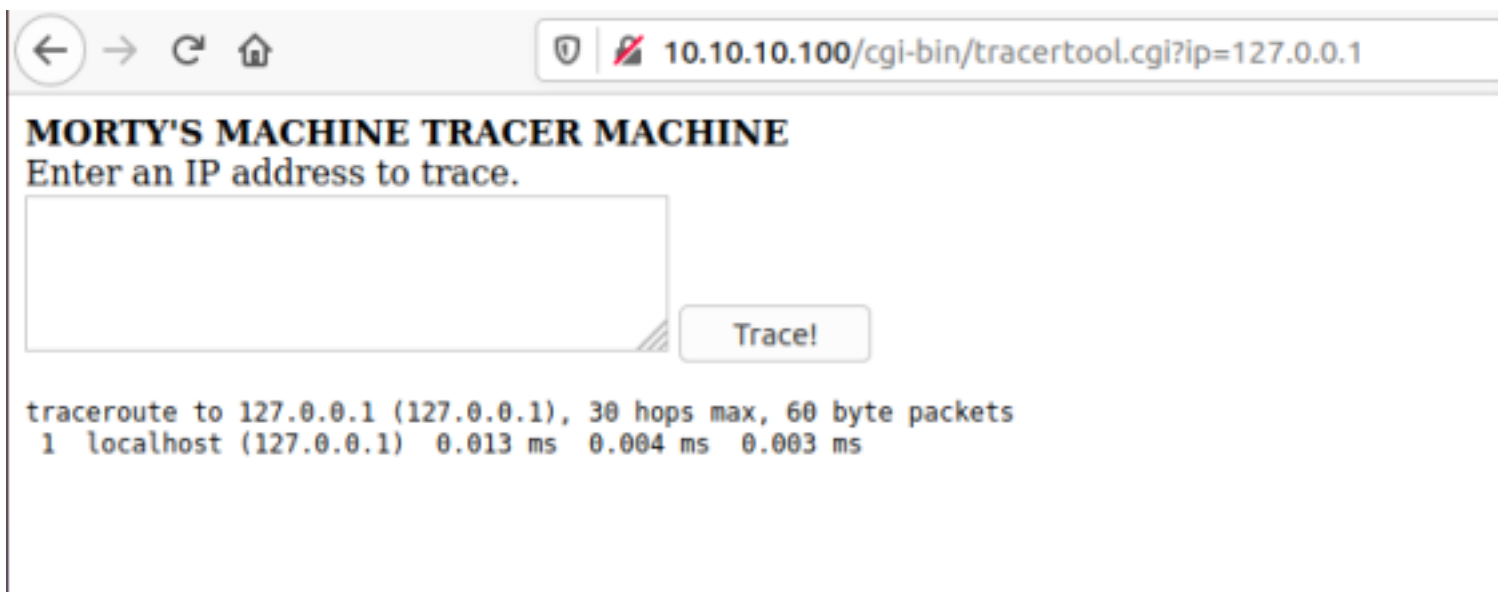 10.10.10.100/cgi-bin/tracertool.cgi?ip=127.0.0.1
MORTY'S MACHINE TRACER MACHINE
Enter an IP address to trace.
Trace!
traceroute to 127.0.0.1 (127.0.0.1), 30 hops max, 60 byte packets
1 localhost (127.0.0.1) 0.013 ms 0.004 ms 0.003 ms